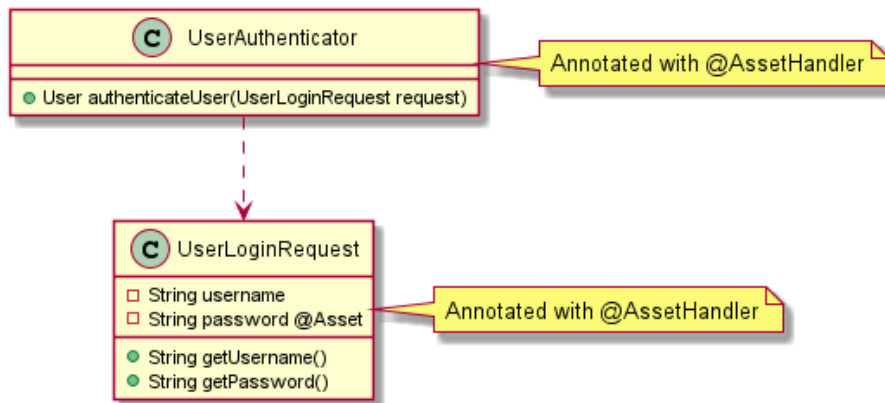 C UserAuthenticator
Annotated with @AssetHandler
User authenticateUser(UserLoginRequest request)
C UserLoginRequest
String username
String password @Asset
Annotated with @AssetHandler
String getUsername()
String getPassword()